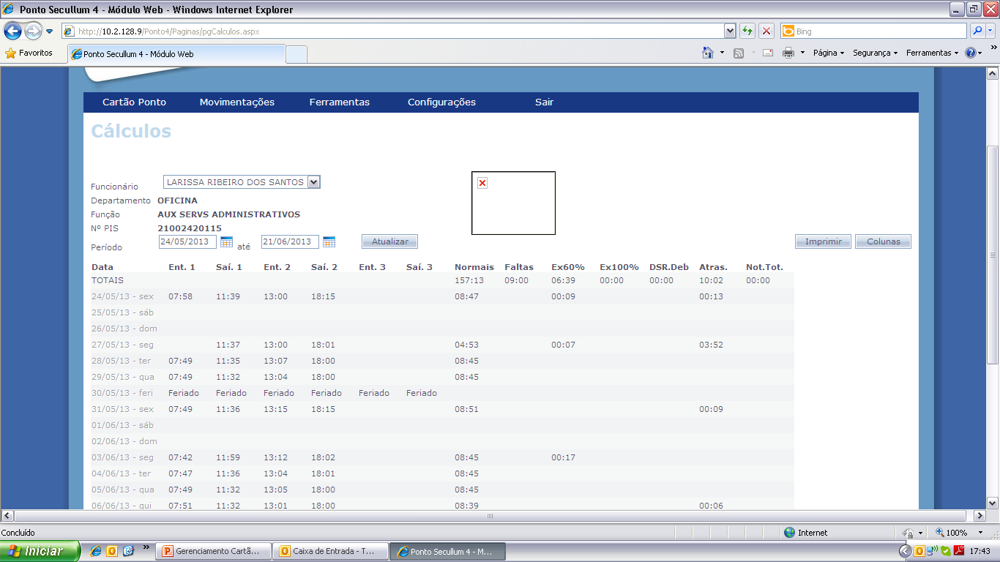 Ponto Secullum 4 - Módulo Web - Windows Internet Explorer
http://10.2.128.9/Ponto4/Paginas/pgCalculos.aspx
Bing
Favoritos
Ponto Secullum 4 - Módulo Web
Página
Segurança
Ferramentas
Cartão Ponto Movimentações Ferramentas Configurações Sair
Cálculos
Funcionário LARISSA RIBEIRO DOS SANTOS
Departamento OFICINA
Função AUX SERVS ADMINISTRATIVOS
Nº PIS 21002420115
Período 24/05/2013 até 21/06/2013 Atualizar Imprimir Colunas
Data Ent. 1 Saí. 1 Ent. 2 Saí. 2 Ent. 3 Saí. 3 Normais Faltas Ex60% Ex100% DSR.Deb Atras. Not.Tot.
TOTAIS 157:13 09:00 06:39 00:00 00:00 10:02 00:00
24/05/13 - sex 07:58 11:39 13:00 18:15 08:47 00:09 00:13
25/05/13 - sáb
26/05/13 - dom
27/05/13 - seg 11:37 13:00 18:01 04:53 00:07 03:52
28/05/13 - ter 07:49 11:35 13:07 18:00 08:45
29/05/13 - qua 07:49 11:32 13:04 18:00 08:45
30/05/13 - feri Feriado Feriado Feriado Feriado Feriado Feriado
31/05/13 - sex 07:49 11:36 13:15 18:15 08:51 00:09
01/06/13 - sáb
02/06/13 - dom
03/06/13 - seg 07:42 11:59 13:12 18:02 08:45 00:17
04/06/13 - ter 07:47 11:36 13:04 18:01 08:45
05/06/13 - qua 07:49 11:32 13:05 18:00 08:45
06/06/13 - qui 07:51 11:32 13:01 18:00 08:39 00:06
Concluído Internet 100%
Iniciar Gerenciamento Cartã... Caixa de Entrada - T... Ponto Secullum 4 - M... 17:43